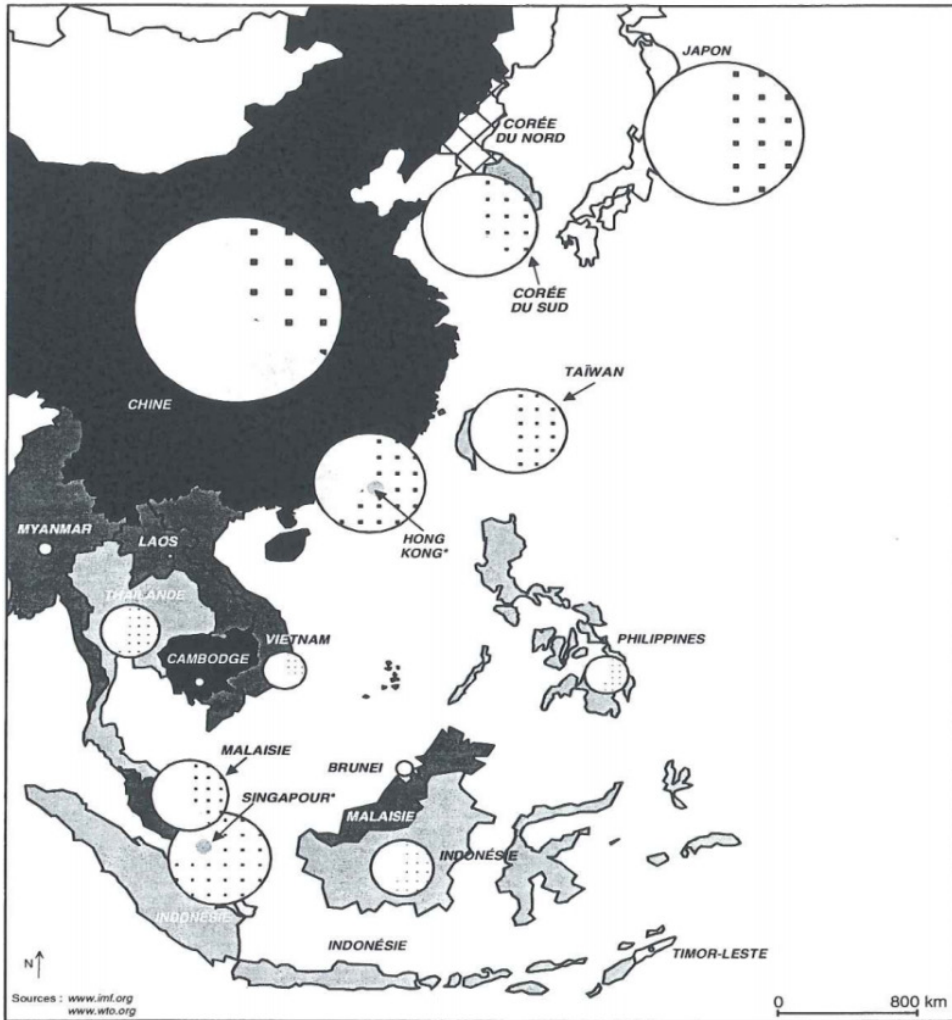 JAPON
CORÉE
DU NORD
CORÉE
DU SUD
CHINE
TAÏWAN
HONG
KONG*
MYANMAR
LAOS
THAÏLANDE
VIETNAM
CAMBODGE
PHILIPPINES
MALAISIE
SINGAPOUR*
BRUNEI
MALAISIE
INDONÉSIE
INDONÉSIE
INDONÉSIE
TIMOR-LESTE
N
Sources : www.imf.org
www.wto.org
0 800 km